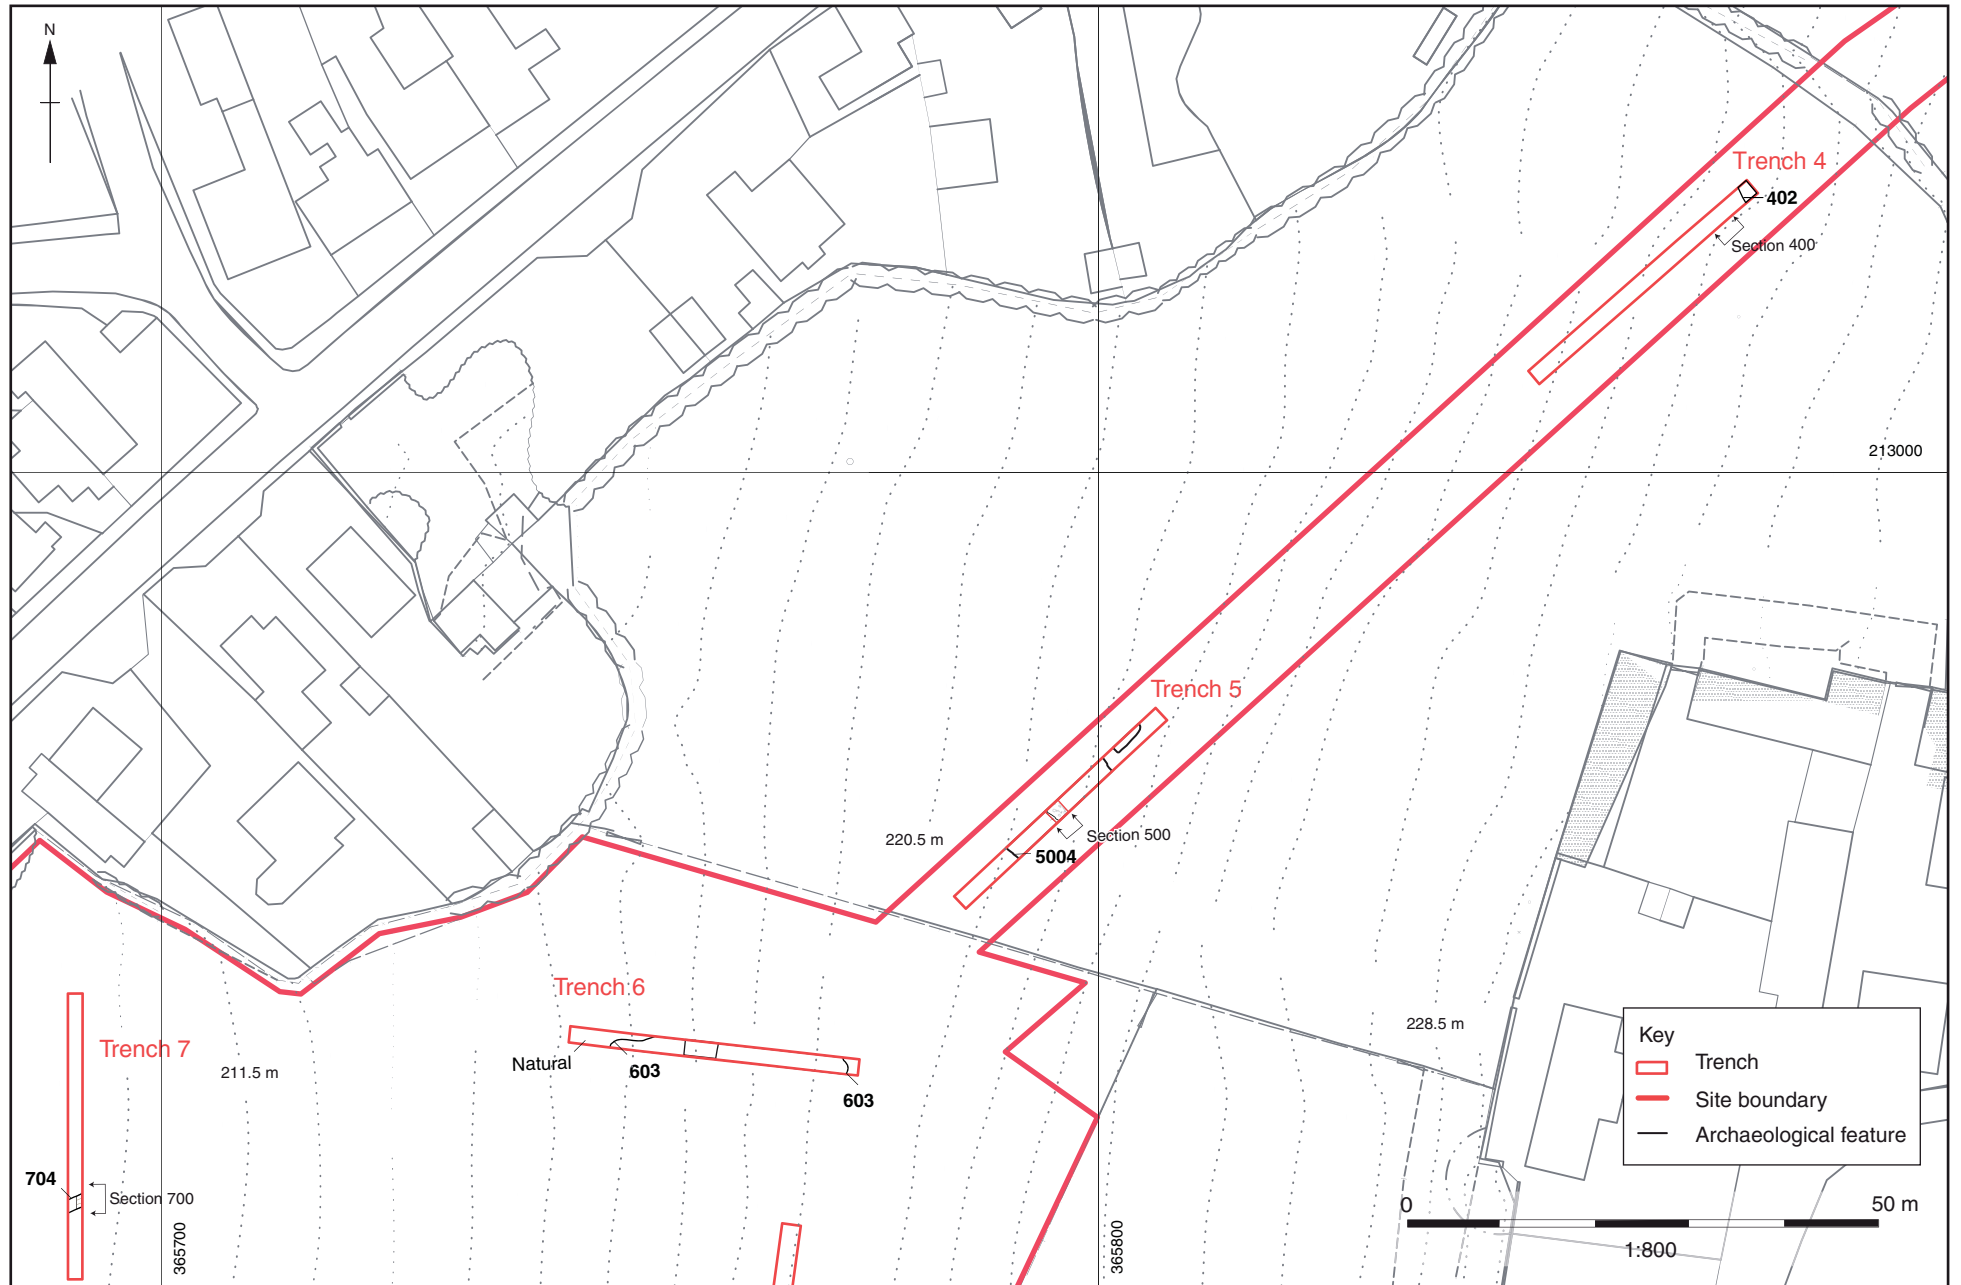 N
Trench 4
402
Section 400
213000
Trench 5
220.5 m
Section 500
5004
Trench 6
Natural
603
603
Trench 7
211.5 m
228.5 m
704
Section 700
365700
365800
Key
Trench
Site boundary
Archaeological feature
0 50 m
1:800